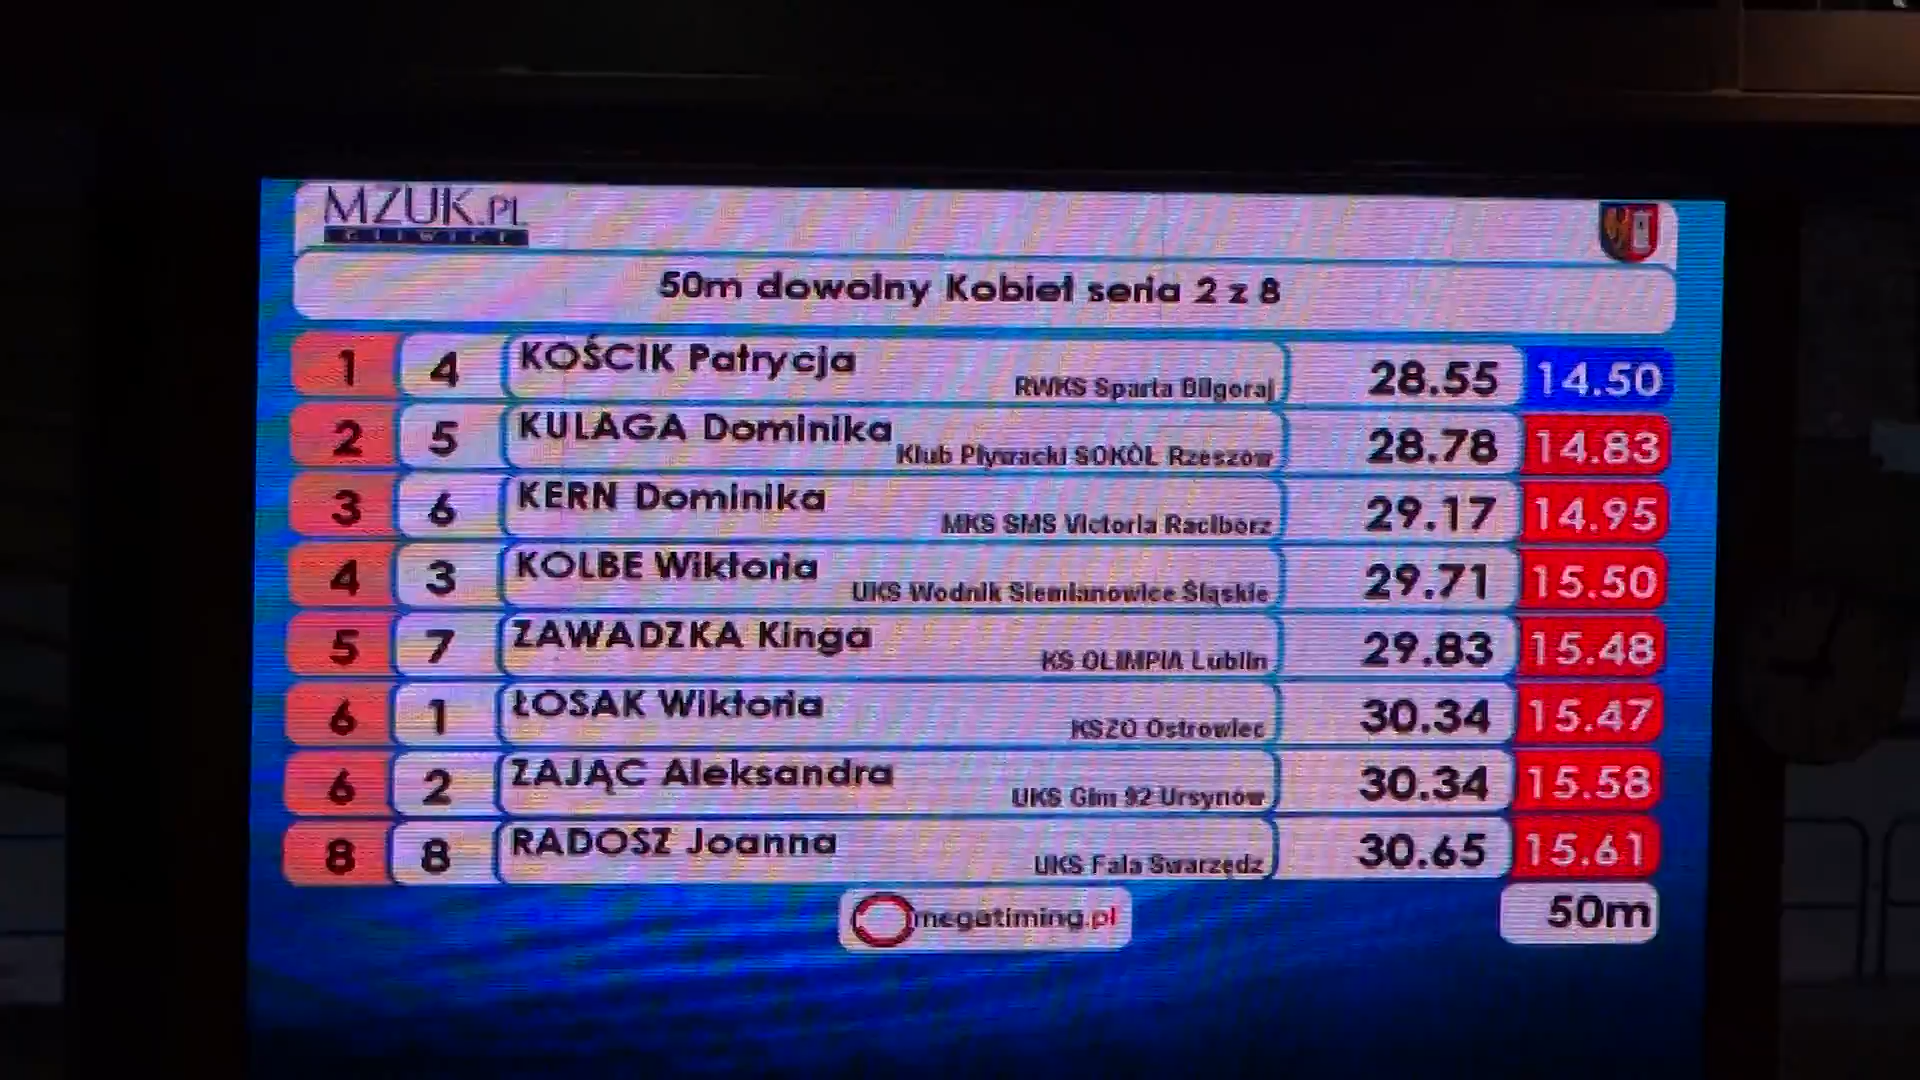 MZUK.PL
GLIWICE
50m dowolny Kobiet seria 2 z 8
1 4 KOŚCIK Patrycja RWKS Sparta Biłgoraj 28.55 14.50
2 5 KULAGA Dominika Klub Pływacki SOKÓŁ Rzeszów 28.78 14.83
3 6 KERN Dominika MKS SMS Victoria Racibórz 29.17 14.95
4 3 KOLBE Wiktoria UKS Wodnik Siemianowice Śląskie 29.71 15.50
5 7 ZAWADZKA Kinga KS OLIMPIA Lublin 29.83 15.48
6 1 ŁOSAK Wiktoria KSZO Ostrowiec 30.34 15.47
6 2 ZAJĄC Aleksandra UKS Gim 92 Ursynów 30.34 15.58
8 8 RADOSZ Joanna UKS Fala Swarzędz 30.65 15.61
omegatiming.pl 50m